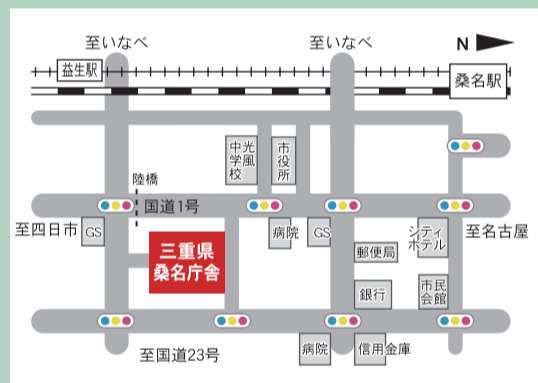 至いなべ
至いなべ
N
益生駅
桑名駅
光風
中学校
市役所
陸橋
国道1号
至四日市
GS
病院
GS
シティ
ホテル
至名古屋
三重県
桑名庁舎
郵便局
銀行
市民
会館
至国道23号
病院
信用金庫